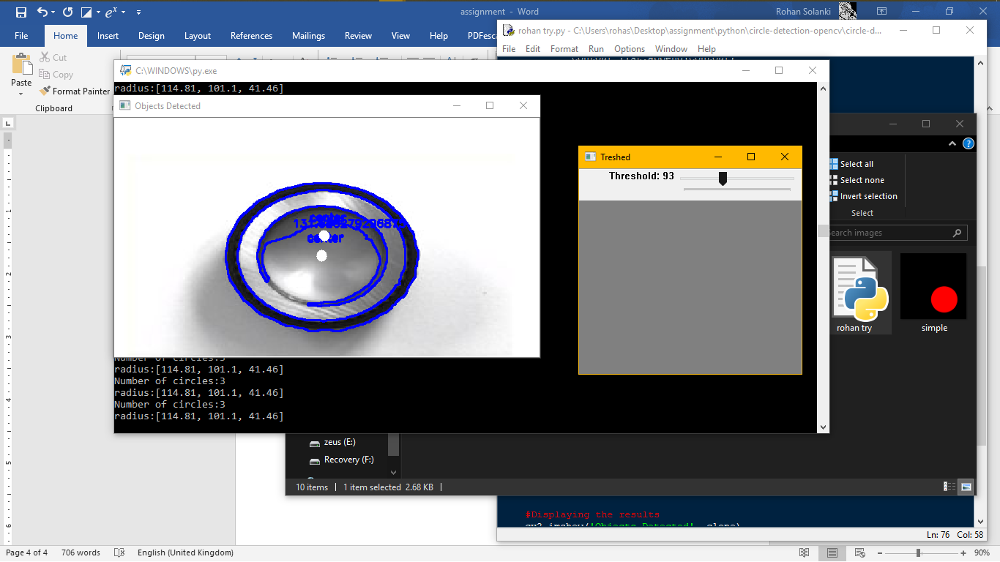 assignment - Word
Rohan Solanki
File Home Insert Design Layout References Mailings Review View Help PDFesca
Cut
Copy
Format Painter
Paste
Clipboard
rohan try.py - C:\Users\rohas\Desktop\assignment\python\circle-detection-opencv\circle-d...
File Edit Format Run Options Window Help
C:\WINDOWS\py.exe
radius:[114.81, 101.1, 41.46]
Objects Detected
center
center
Number of circles:3
radius:[114.81, 101.1, 41.46]
Number of circles:3
radius:[114.81, 101.1, 41.46]
Number of circles:3
radius:[114.81, 101.1, 41.46]
Treshed
Threshold: 93
Select all
Select none
Invert selection
Select
earch images
rohan try
simple
zeus (E:)
Recovery (F:)
10 items
1 item selected 2.68 KB
#Displaying the results
cv2.imshow('Objects Detected', clone)
Ln: 76 Col: 58
Page 4 of 4 706 words English (United Kingdom)
90%
1
2
3
4
5
6